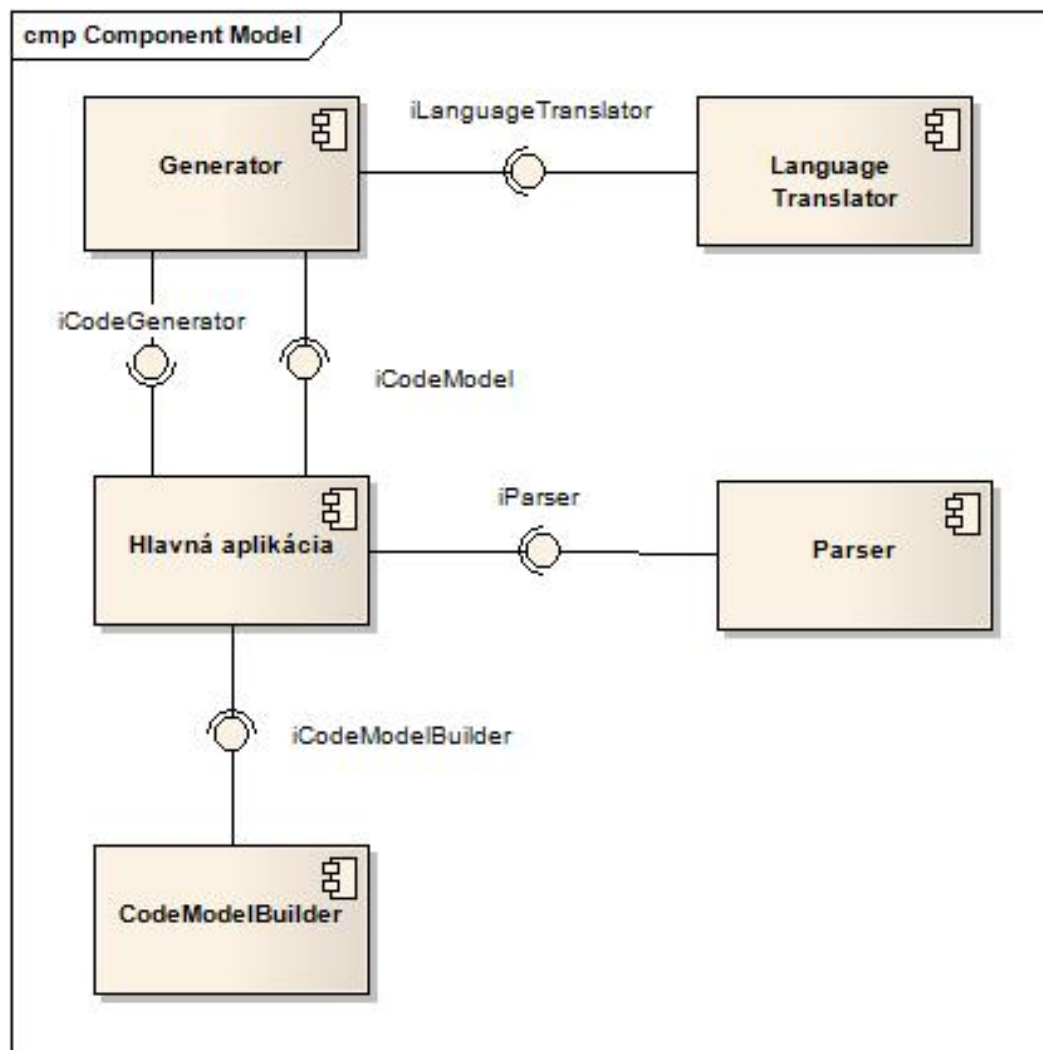 cmp Component Model
iLanguageTranslator
Generator
Language
Translator
iCodeGenerator
iCodeModel
iParser
Hlavná aplikácia
Parser
iCodeModelBuilder
CodeModelBuilder